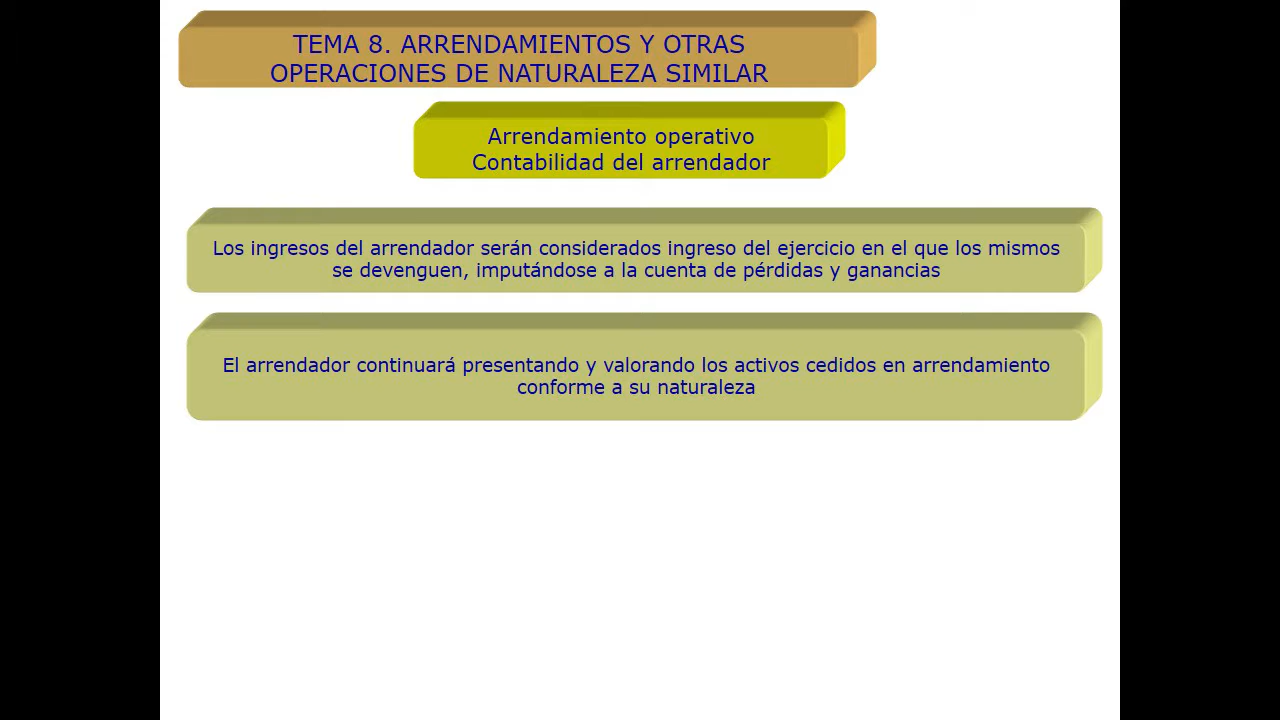 TEMA 8. ARRENDAMIENTOS Y OTRAS
OPERACIONES DE NATURALEZA SIMILAR
Arrendamiento operativo
Contabilidad del arrendador
Los ingresos del arrendador serán considerados ingreso del ejercicio en el que los mismos
se devenguen, imputándose a la cuenta de pérdidas y ganancias
El arrendador continuará presentando y valorando los activos cedidos en arrendamiento
conforme a su naturaleza